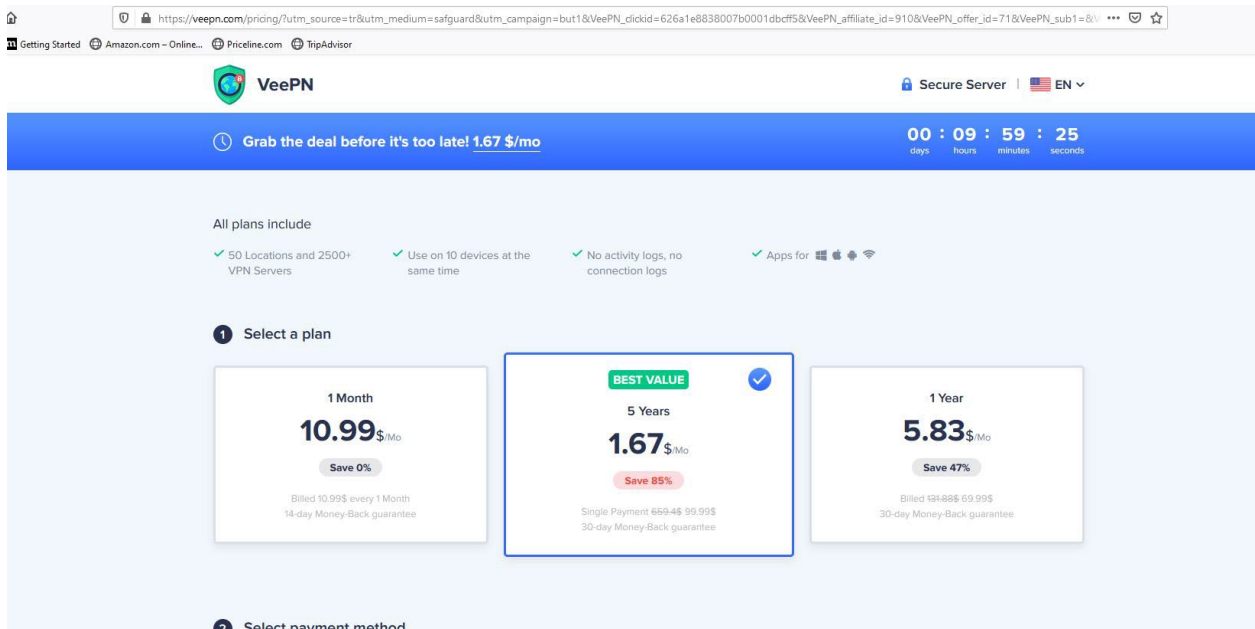 https://veepn.com/pricing/?utm_source=tr&utm_medium=safguard&utm_campaign=but1&VeePN_clickid=626a1e8838007b0001dbcff5&VeePN_affiliate_id=910&VeePN_offer_id=71&VeePN_sub1=&
Getting Started Amazon.com – Online... Priceline.com TripAdvisor
VeePN
Secure Server | EN
Grab the deal before it's too late! 1.67 $/mo
00 : 09 : 59 : 25
days hours minutes seconds
All plans include
50 Locations and 2500+ VPN Servers
Use on 10 devices at the same time
No activity logs, no connection logs
Apps for
1 Select a plan
1 Month
10.99$/Mo
Save 0%
Billed 10.99$ every 1 Month
14-day Money-Back guarantee
BEST VALUE
5 Years
1.67$/Mo
Save 85%
Single Payment 659.4$ 99.99$
30-day Money-Back guarantee
1 Year
5.83$/Mo
Save 47%
Billed 131.88$ 69.99$
30-day Money-Back guarantee
2 Select payment method